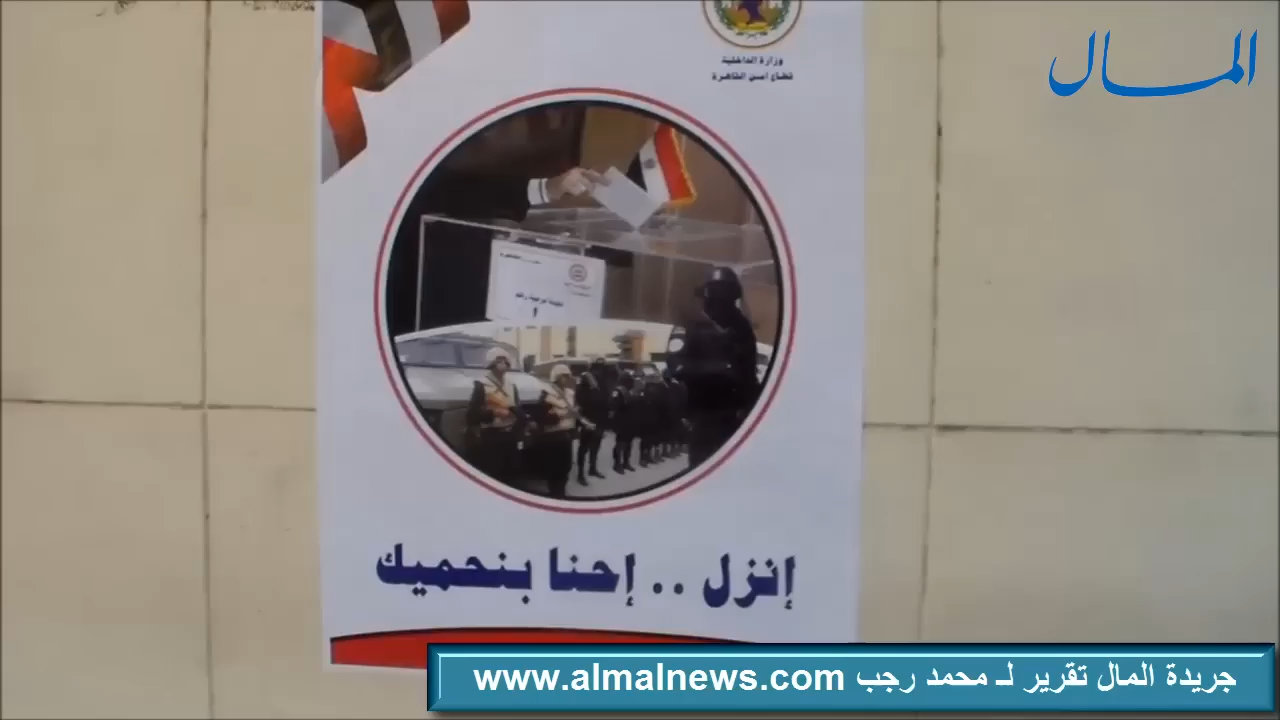 المال
وزارة الداخلية
قطاع أمن القاهرة
إنزل .. إحنا بنحميك
جريدة المال تقرير لـ محمد رجب www.almalnews.com